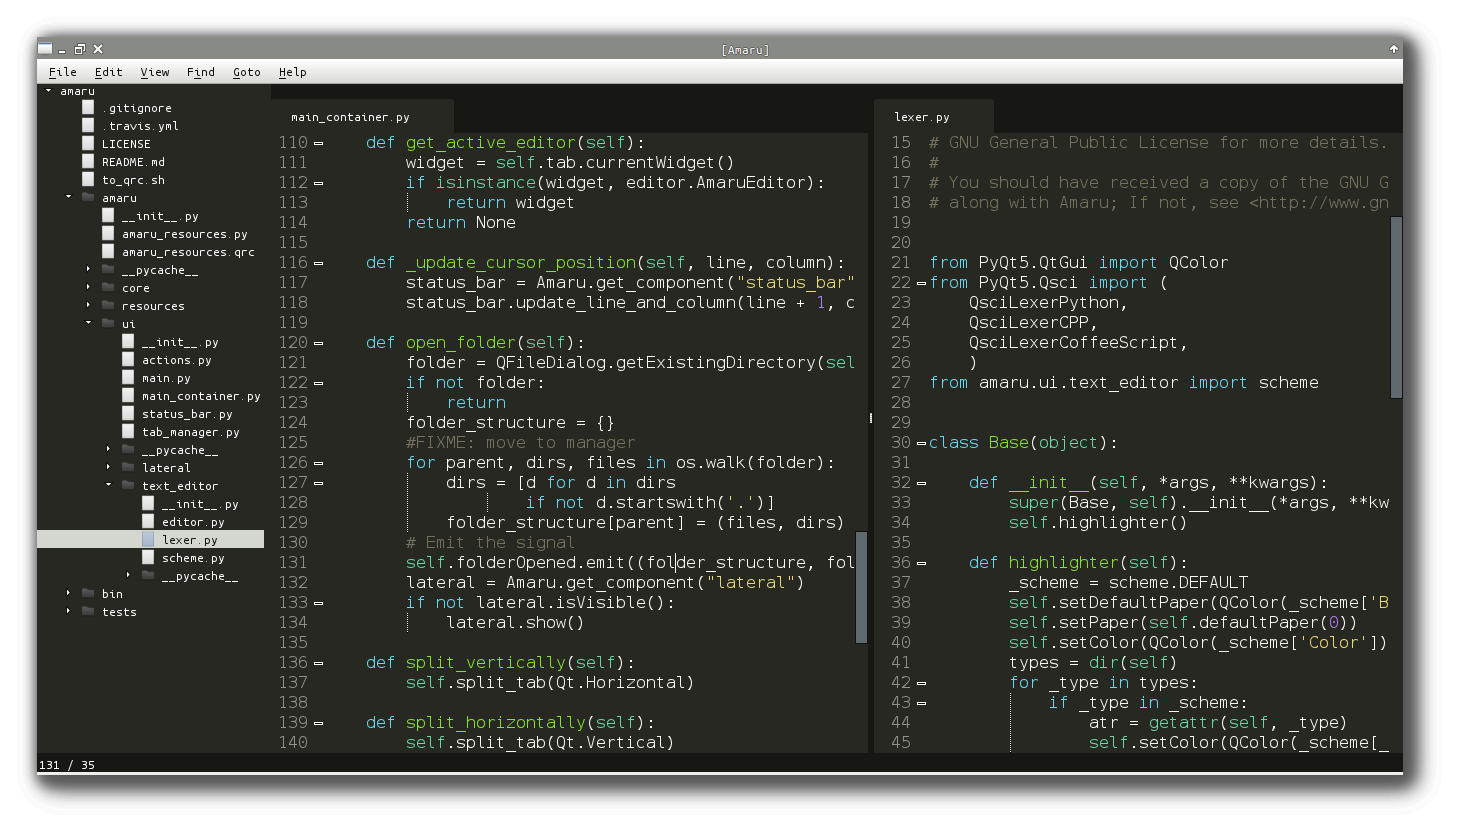 [Amaru]
File Edit View Find Goto Help
amaru
.gitignore
.travis.yml
LICENSE
README.md
to_qrc.sh
amaru
__init__.py
amaru_resources.py
amaru_resources.qrc
__pycache__
core
resources
ui
__init__.py
actions.py
main.py
main_container.py
status_bar.py
tab_manager.py
__pycache__
lateral
text_editor
__init__.py
editor.py
lexer.py
scheme.py
__pycache__
bin
tests
main_container.py
110 def get_active_editor(self):
111 widget = self.tab.currentWidget()
112 if isinstance(widget, editor.AmaruEditor):
113 return widget
114 return None
115
116 def _update_cursor_position(self, line, column):
117 status_bar = Amaru.get_component("status_bar"
118 status_bar.update_line_and_column(line + 1, c
119
120 def open_folder(self):
121 folder = QFileDialog.getExistingDirectory(sel
122 if not folder:
123 return
124 folder_structure = {}
125 #FIXME: move to manager
126 for parent, dirs, files in os.walk(folder):
127 dirs = [d for d in dirs
128 if not d.startswith('.')]
129 folder_structure[parent] = (files, dirs)
130 # Emit the signal
131 self.folderOpened.emit((folder_structure, fol
132 lateral = Amaru.get_component("lateral")
133 if not lateral.isVisible():
134 lateral.show()
135
136 def split_vertically(self):
137 self.split_tab(Qt.Horizontal)
138
139 def split_horizontally(self):
140 self.split_tab(Qt.Vertical)
lexer.py
15 # GNU General Public License for more details.
16 #
17 # You should have received a copy of the GNU G
18 # along with Amaru; If not, see <http://www.gn
19
20
21 from PyQt5.QtGui import QColor
22 from PyQt5.Qsci import (
23 QsciLexerPython,
24 QsciLexerCPP,
25 QsciLexerCoffeeScript,
26 )
27 from amaru.ui.text_editor import scheme
28
29
30 class Base(object):
31
32 def __init__(self, *args, **kwargs):
33 super(Base, self).__init__(*args, **kw
34 self.highlighter()
35
36 def highlighter(self):
37 _scheme = scheme.DEFAULT
38 self.setDefaultPaper(QColor(_scheme['B
39 self.setPaper(self.defaultPaper(0))
40 self.setColor(QColor(_scheme['Color'])
41 types = dir(self)
42 for _type in types:
43 if _type in _scheme:
44 atr = getattr(self, _type)
45 self.setColor(QColor(_scheme[_
131 / 35